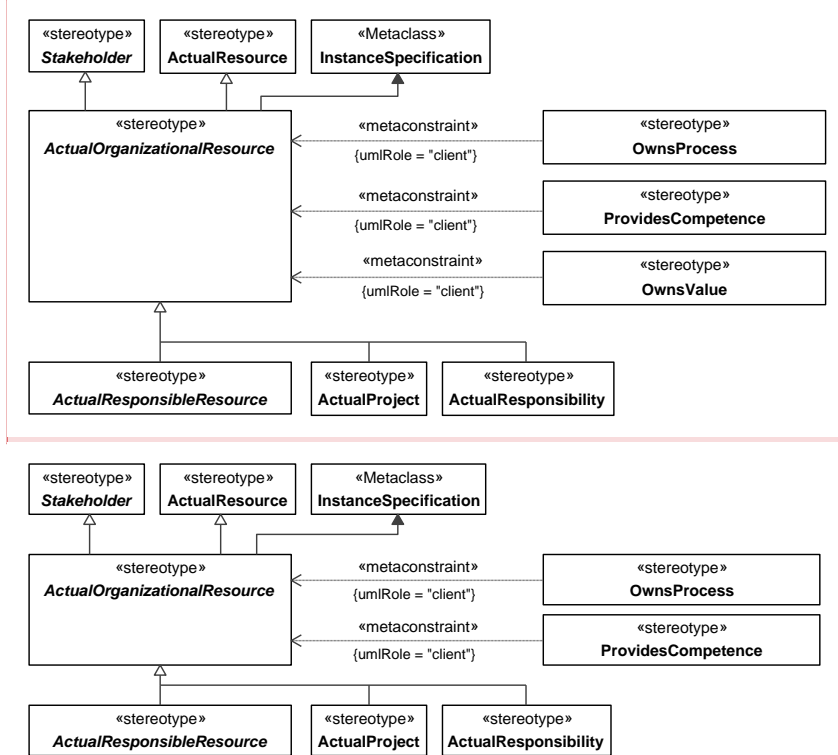 «stereotype»
Stakeholder
«stereotype»
ActualResource
«Metaclass»
InstanceSpecification
«stereotype»
ActualOrganizationalResource
«metaconstraint»
{umlRole = "client"}
«stereotype»
OwnsProcess
«metaconstraint»
{umlRole = "client"}
«stereotype»
ProvidesCompetence
«metaconstraint»
{umlRole = "client"}
«stereotype»
OwnsValue
«stereotype»
ActualResponsibleResource
«stereotype»
ActualProject
«stereotype»
ActualResponsibility
«stereotype»
Stakeholder
«stereotype»
ActualResource
«Metaclass»
InstanceSpecification
«stereotype»
ActualOrganizationalResource
«metaconstraint»
{umlRole = "client"}
«stereotype»
OwnsProcess
«metaconstraint»
{umlRole = "client"}
«stereotype»
ProvidesCompetence
«stereotype»
ActualResponsibleResource
«stereotype»
ActualProject
«stereotype»
ActualResponsibility